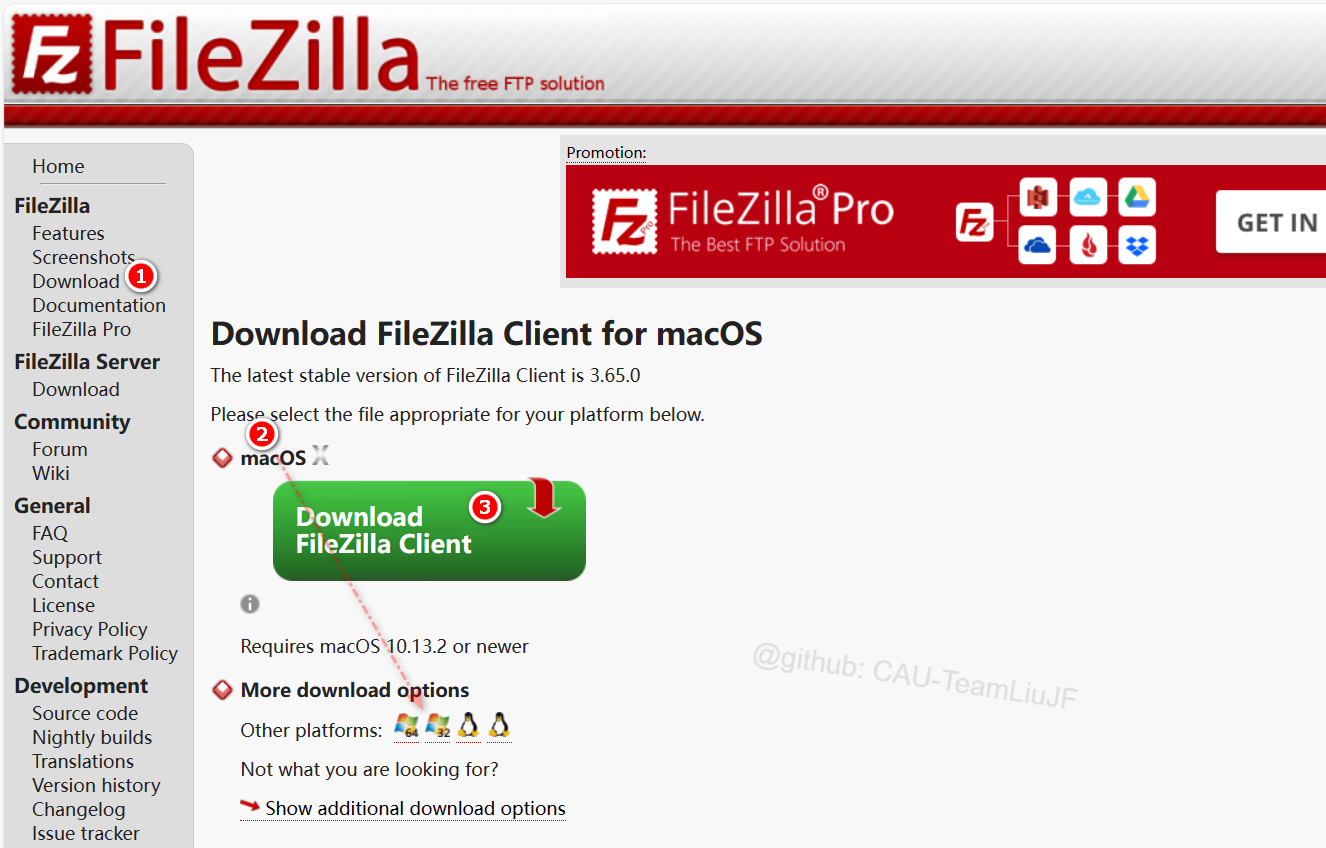 FileZilla The free FTP solution
Home
FileZilla
Features
Screenshots
Download 1
Documentation
FileZilla Pro
FileZilla Server
Download
Community
Forum
Wiki
General
FAQ
Support
Contact
License
Privacy Policy
Trademark Policy
Development
Source code
Nightly builds
Translations
Version history
Changelog
Issue tracker
Promotion:
FileZilla® Pro
The Best FTP Solution
GET IN
Download FileZilla Client for macOS
The latest stable version of FileZilla Client is 3.65.0
Please select the file appropriate for your platform below.
2
macOS X
Download 3
FileZilla Client
Requires macOS 10.13.2 or newer
More download options
Other platforms: 64 32
Not what you are looking for?
Show additional download options
@github: CAU-TeamLiuJF